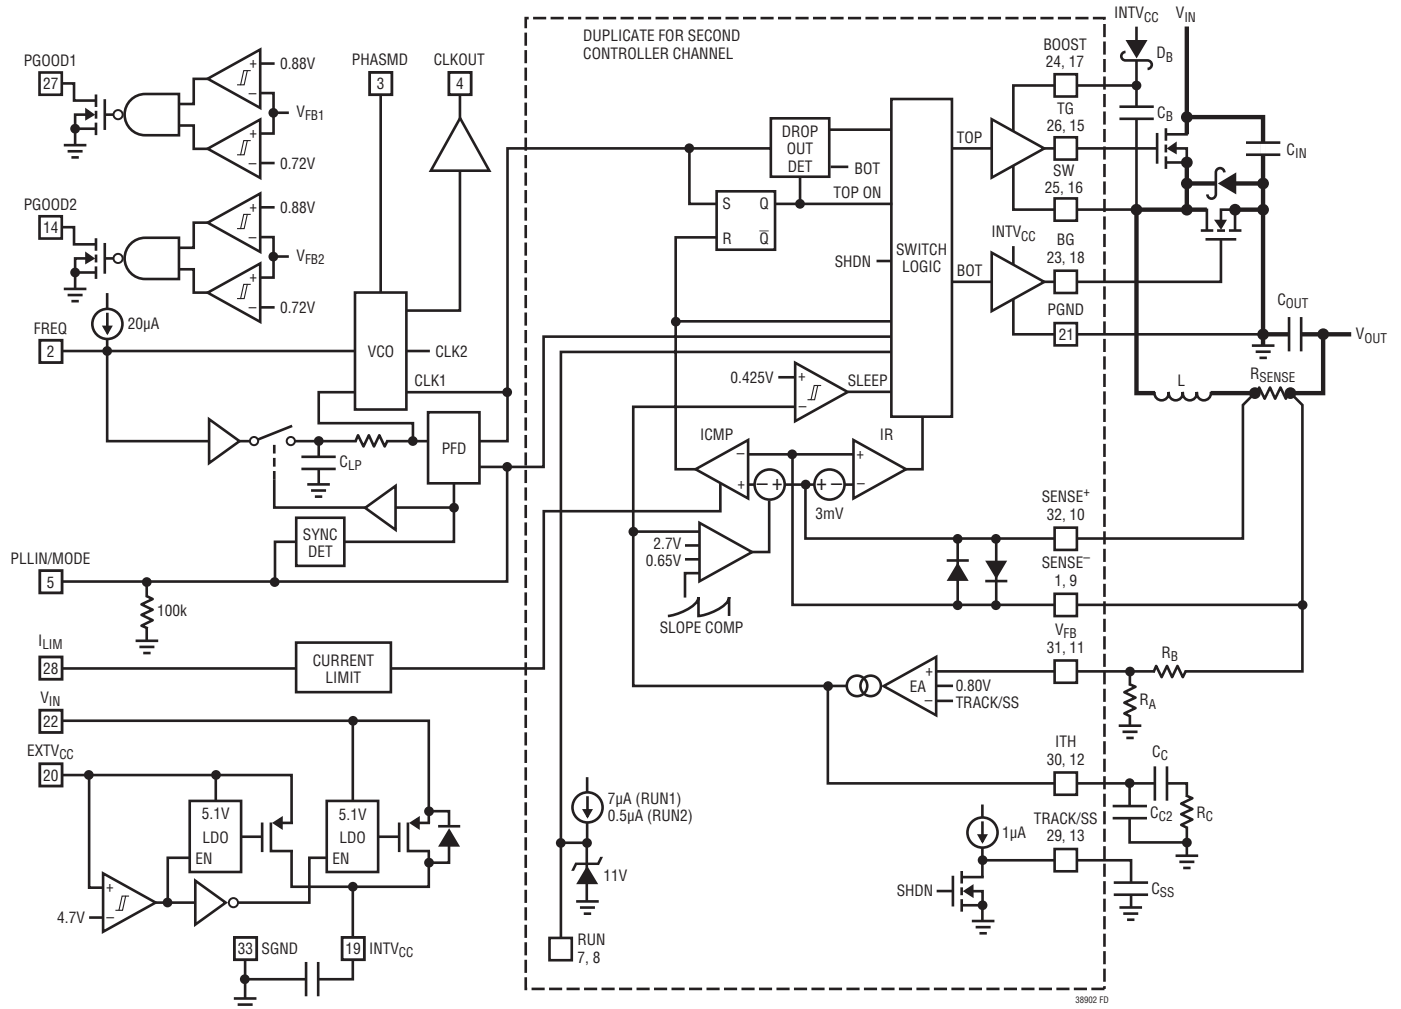 DUPLICATE FOR SECOND
CONTROLLER CHANNEL
INTVCC
VIN
DB
BOOST
24, 17
CB
TG
26, 15
CIN
SW
25, 16
INTVCC
BG
23, 18
PGND
21
COUT
VOUT
RSENSE
L
PGOOD1
27
0.88V
VFB1
0.72V
PGOOD2
14
0.88V
VFB2
0.72V
PHASMD
3
CLKOUT
4
20µA
FREQ
2
VCO
CLK2
CLK1
CLP
PFD
SYNC
DET
PLLIN/MODE
5
100k
ILIM
28
CURRENT
LIMIT
VIN
22
EXTVCC
20
5.1V
LDO
EN
5.1V
LDO
EN
4.7V
+
–
33
SGND
19
INTVCC
DROP
OUT
DET
BOT
TOP ON
S
Q
R
Q̅
SHDN
SWITCH
LOGIC
TOP
BOT
0.425V
+
–
SLEEP
ICMP
–
+
– +
+ –
3mV
IR
+
–
2.7V
0.65V
SLOPE COMP
SENSE+
32, 10
SENSE–
1, 9
VFB
31, 11
RB
RA
EA
+
0.80V
–
TRACK/SS
ITH
30, 12
CC
CC2
RC
7µA (RUN1)
0.5µA (RUN2)
11V
RUN
7, 8
1µA
TRACK/SS
29, 13
SHDN
CSS
38902 FD